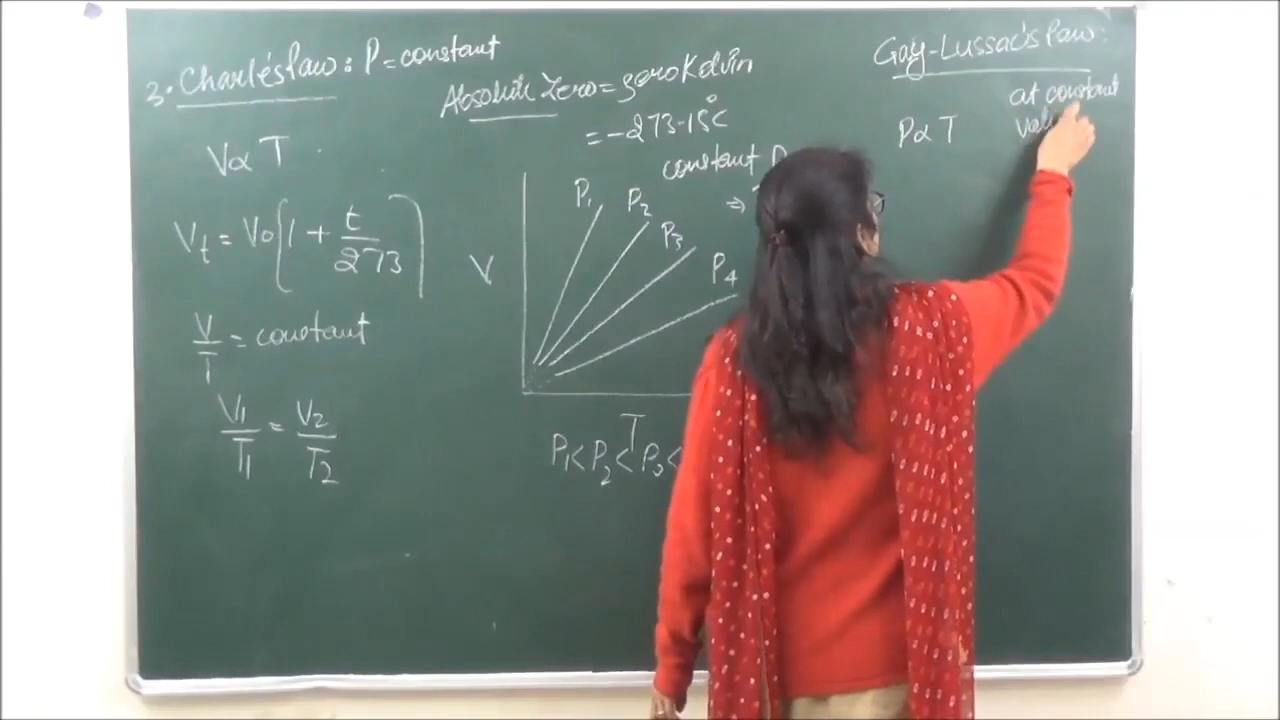 3. Charle's Law : P = constant
V ∝ T
Vt = V0 [1 + t/273]
V/T = constant
V1/T1 = V2/T2
Absolute Zero = zero Kelvin
= -273.15°C
constant P
⇒
P1 P2 P3 P4
V
T
P1 < P2 < P3 <
Gay-Lussac's Law :
at constant
P ∝ T